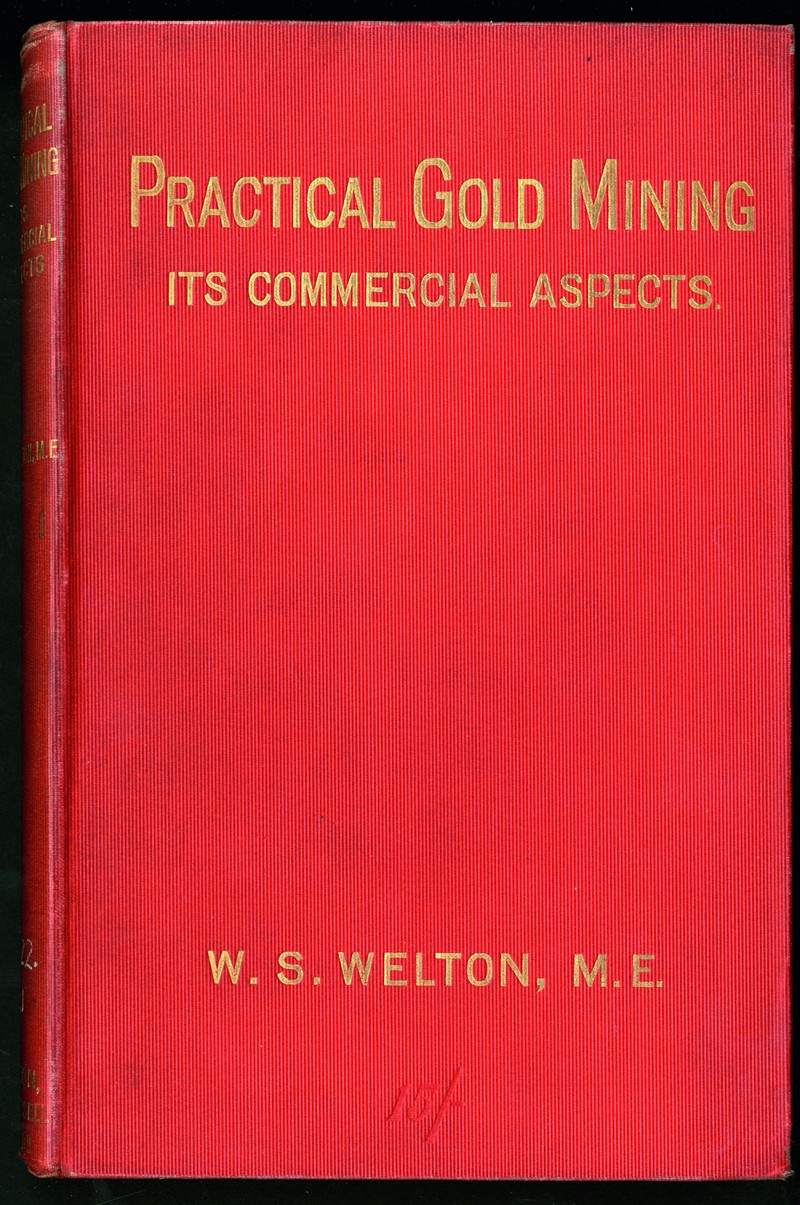 PRACTICAL GOLD MINING
ITS COMMERCIAL ASPECTS.
W. S. WELTON, M.E.
15/-